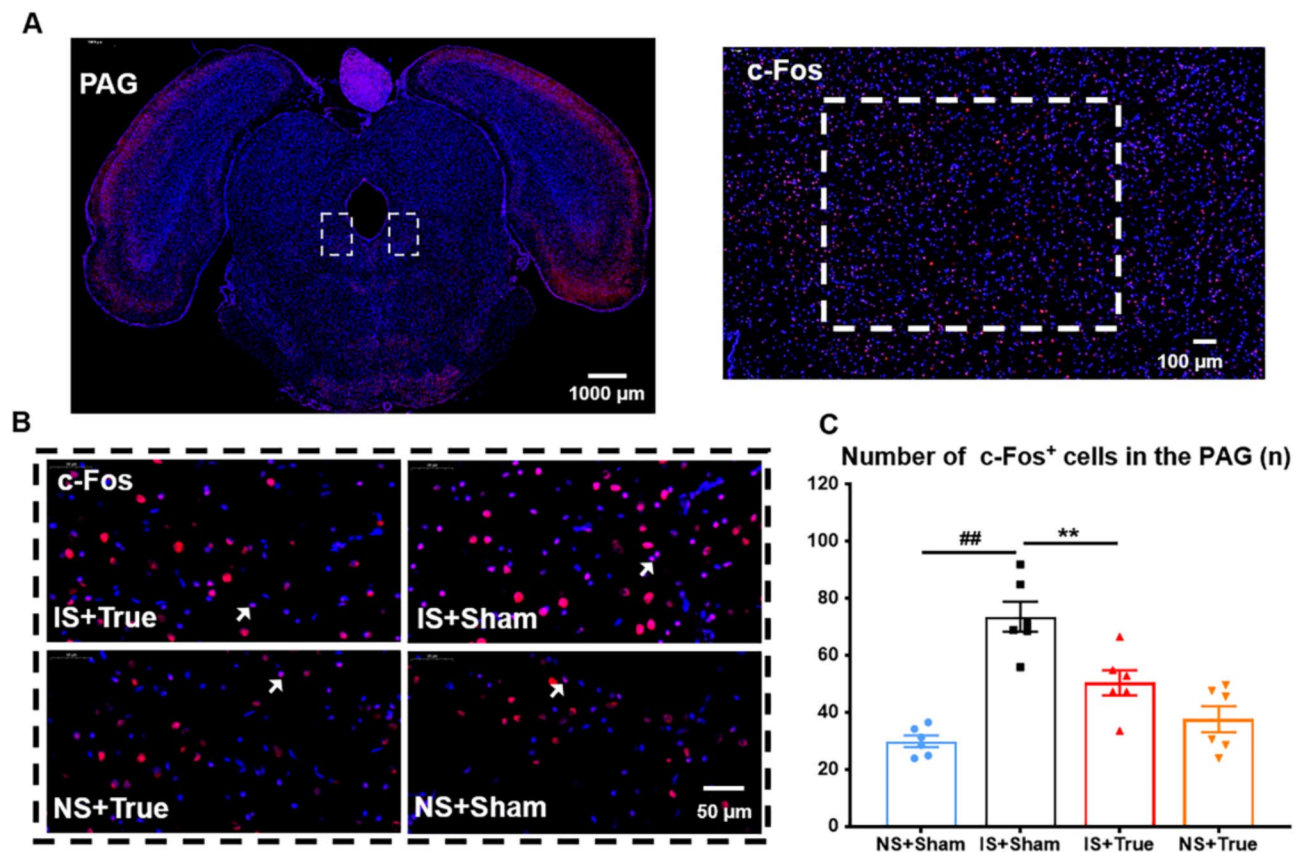 A
PAG
1000 µm
c-Fos
100 µm
B
c-Fos
IS+True
IS+Sham
NS+True
NS+Sham
50 µm
C
Number of c-Fos⁺ cells in the PAG (n)
120
100
80
60
40
20
0
##
**
NS+Sham
IS+Sham
IS+True
NS+True